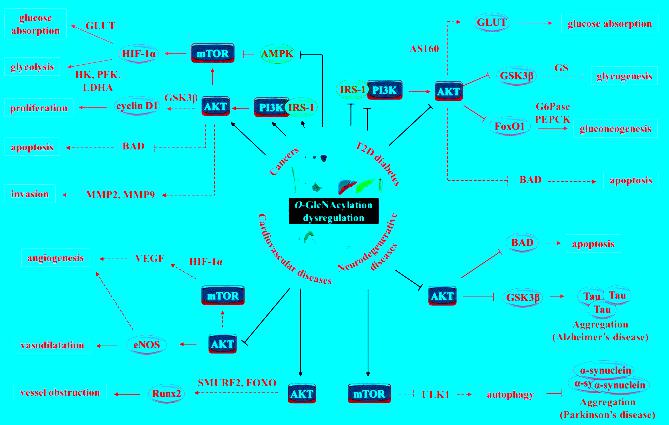 glucose
absorption
GLUT
HIF-1α
mTOR
AMPK
glycolysis
HK, PFK,
LDHA
proliferation
cyclin D1
GSK3β
AKT
PI3K
IRS-1
apoptosis
BAD
invasion
MMP2, MMP9
Cancers
GLUT
glucose absorption
AS160
IRS-1
PI3K
AKT
GSK3β
GS
glycogenesis
FoxO1
G6Pase
PEPCK
gluconeogenesis
BAD
apoptosis
T2D diabetes
O-GlcNAcylation
dysregulation
Cardiovascular diseases
Neurodegenerative
diseases
angiogenesis
VEGF
HIF-1α
mTOR
vasodilatation
eNOS
AKT
vessel obstruction
Runx2
SMURF2, FOXO
AKT
BAD
apoptosis
AKT
GSK3β
Tau
Tau
Tau
Aggregation
(Alzheimer's disease)
mTOR
ULK1
autophagy
α-synuclein
α-sy
α-synuclein
Aggregation
(Parkinson's disease)